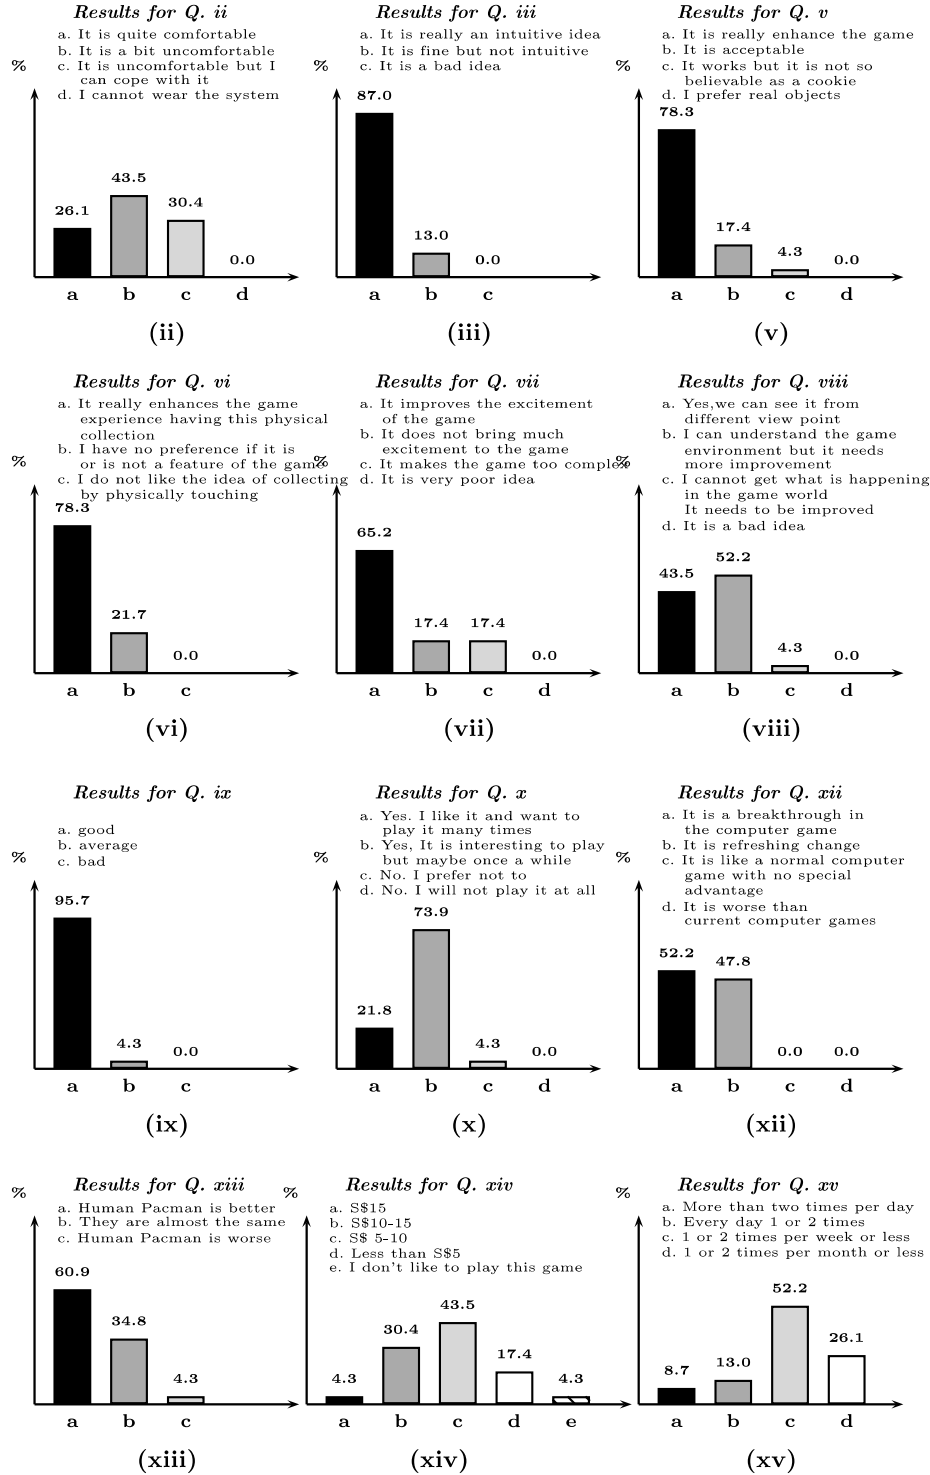 Results for Q. ii
a. It is quite comfortable
b. It is a bit uncomfortable
c. It is uncomfortable but I
can cope with it
d. I cannot wear the system
%
26.1
43.5
30.4
0.0
a b c d
(ii)
Results for Q. iii
a. It is really an intuitive idea
b. It is fine but not intuitive
c. It is a bad idea
%
87.0
13.0
0.0
a b c
(iii)
Results for Q. v
a. It is really enhance the game
b. It is acceptable
c. It works but it is not so
believable as a cookie
d. I prefer real objects
%
78.3
17.4
4.3
0.0
a b c d
(v)
Results for Q. vi
a. It really enhances the game
experience having this physical
collection
b. I have no preference if it is
or is not a feature of the game
c. I do not like the idea of collecting
by physically touching
%
78.3
21.7
0.0
a b c
(vi)
Results for Q. vii
a. It improves the excitement
of the game
b. It does not bring much
excitement to the game
c. It makes the game too complex
d. It is very poor idea
%
65.2
17.4
17.4
0.0
a b c d
(vii)
Results for Q. viii
a. Yes,we can see it from
different view point
b. I can understand the game
environment but it needs
more improvement
c. I cannot get what is happening
in the game world
It needs to be improved
d. It is a bad idea
%
43.5
52.2
4.3
0.0
a b c d
(viii)
Results for Q. ix
a. good
b. average
c. bad
%
95.7
4.3
0.0
a b c
(ix)
Results for Q. x
a. Yes. I like it and want to
play it many times
b. Yes, It is interesting to play
but maybe once a while
c. No. I prefer not to
d. No. I will not play it at all
%
21.8
73.9
4.3
0.0
a b c d
(x)
Results for Q. xii
a. It is a breakthrough in
the computer game
b. It is refreshing change
c. It is like a normal computer
game with no special
advantage
d. It is worse than
current computer games
%
52.2
47.8
0.0
0.0
a b c d
(xii)
Results for Q. xiii
a. Human Pacman is better
b. They are almost the same
c. Human Pacman is worse
%
60.9
34.8
4.3
a b c
(xiii)
Results for Q. xiv
a. S$15
b. S$10-15
c. S$ 5-10
d. Less than S$5
e. I don't like to play this game
%
4.3
30.4
43.5
17.4
4.3
a b c d e
(xiv)
Results for Q. xv
a. More than two times per day
b. Every day 1 or 2 times
c. 1 or 2 times per week or less
d. 1 or 2 times per month or less
%
8.7
13.0
52.2
26.1
a b c d
(xv)